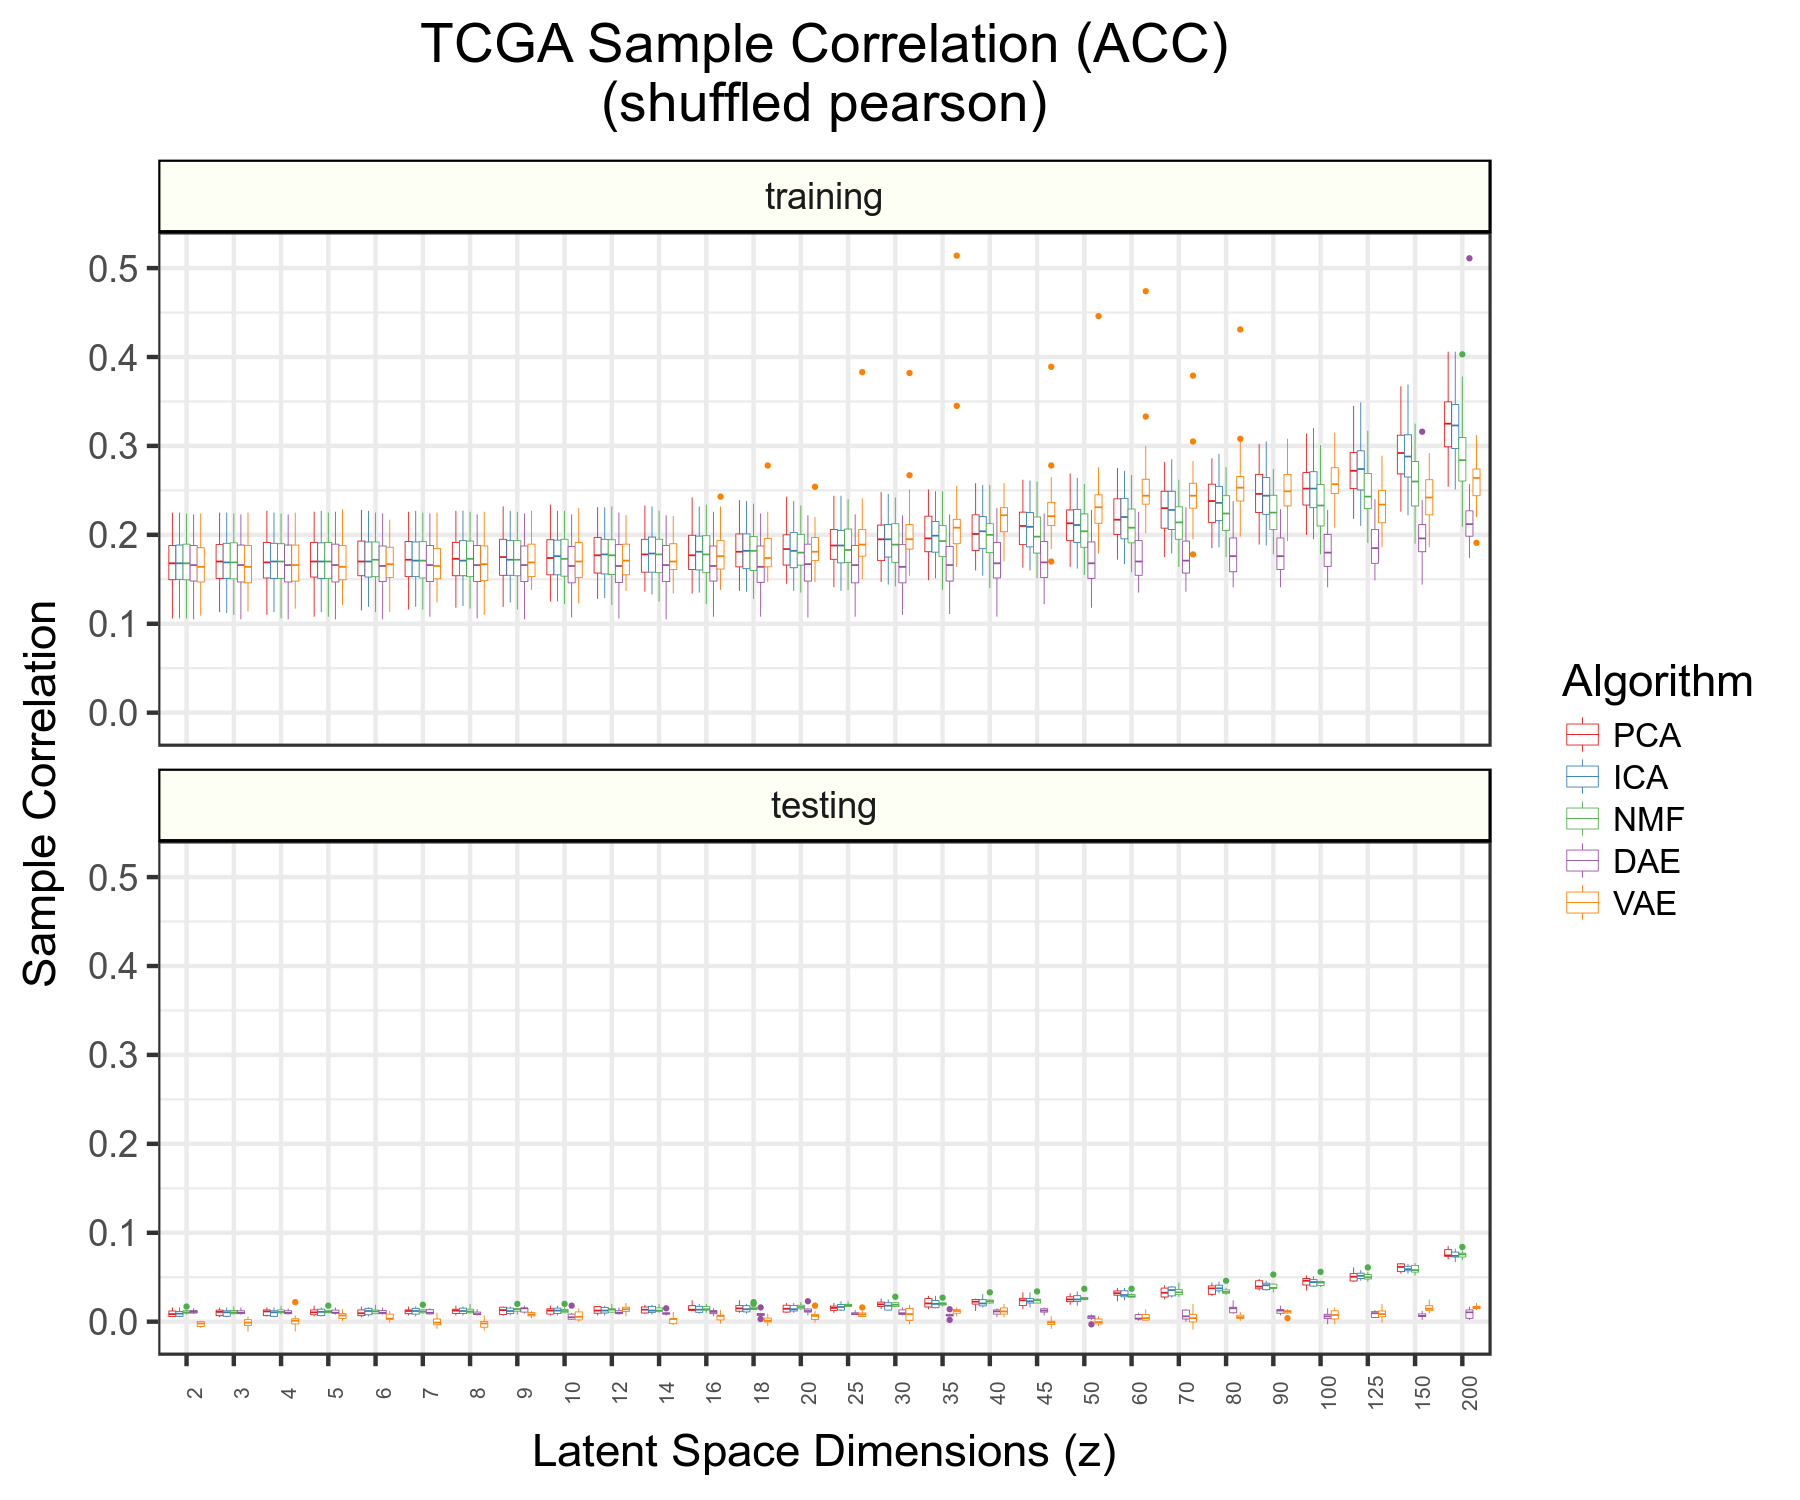 TCGA Sample Correlation (ACC)
(shuffled pearson)
training
0.5
0.4
0.3
0.2
0.1
0.0
testing
0.5
0.4
0.3
0.2
0.1
0.0
Sample Correlation
2 3 4 5 6 7 8 9 10 12 14 16 18 20 25 30 35 40 45 50 60 70 80 90 100 125 150 200
Latent Space Dimensions (z)
Algorithm
PCA
ICA
NMF
DAE
VAE